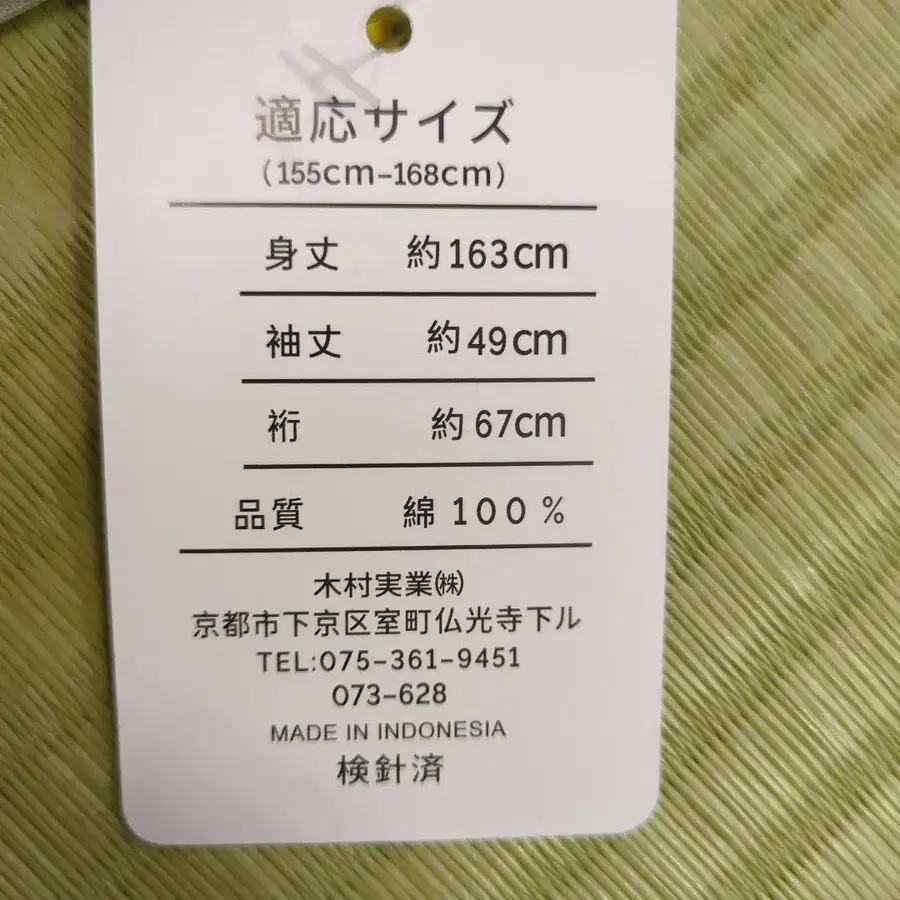 適応サイズ
(155cm-168cm)
身丈 約163cm
袖丈 約49cm
裄 約67cm
品質 綿100%
木村実業㈱
京都市下京区室町仏光寺下ル
TEL:075-361-9451
073-628
MADE IN INDONESIA
検針済